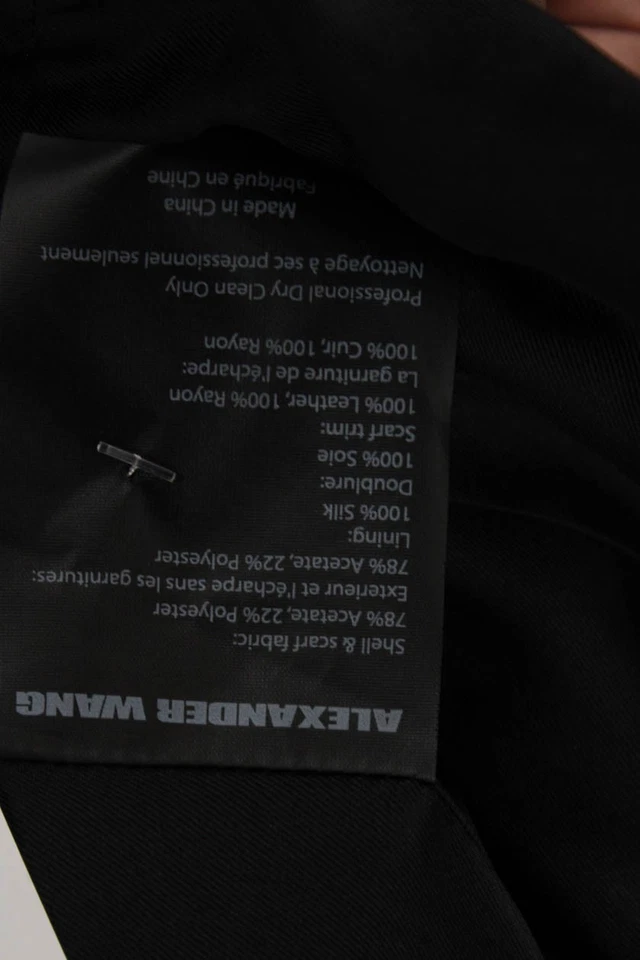 ALEXANDER WANG
Shell & scarf fabric:
78% Acetate, 22% Polyester
Exterieur et l'écharpe sans les garnitures:
78% Acetate, 22% Polyester
Lining:
100% Silk
Doublure:
100% Soie
Scarf trim:
100% Leather, 100% Rayon
La garniture de l'écharpe:
100% Cuir, 100% Rayon
Professional Dry Clean Only
Nettoyage à sec professionnel seulement
Made in China
Fabriqué en Chine